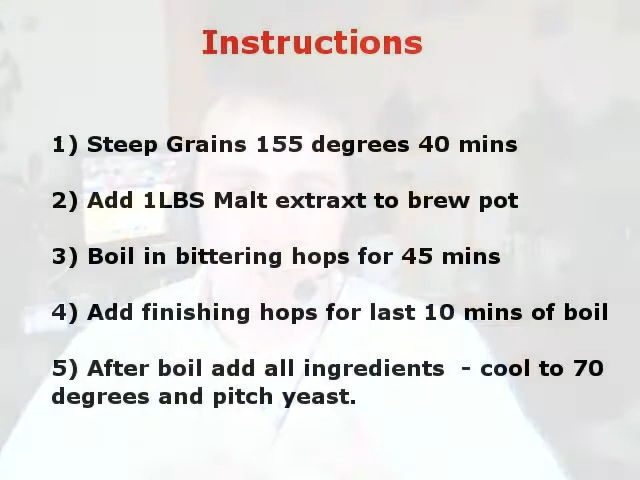 Instructions
1) Steep Grains 155 degrees 40 mins
2) Add 1LBS Malt extraxt to brew pot
3) Boil in bittering hops for 45 mins
4) Add finishing hops for last 10 mins of boil
5) After boil add all ingredients  - cool to 70
degrees and pitch yeast.